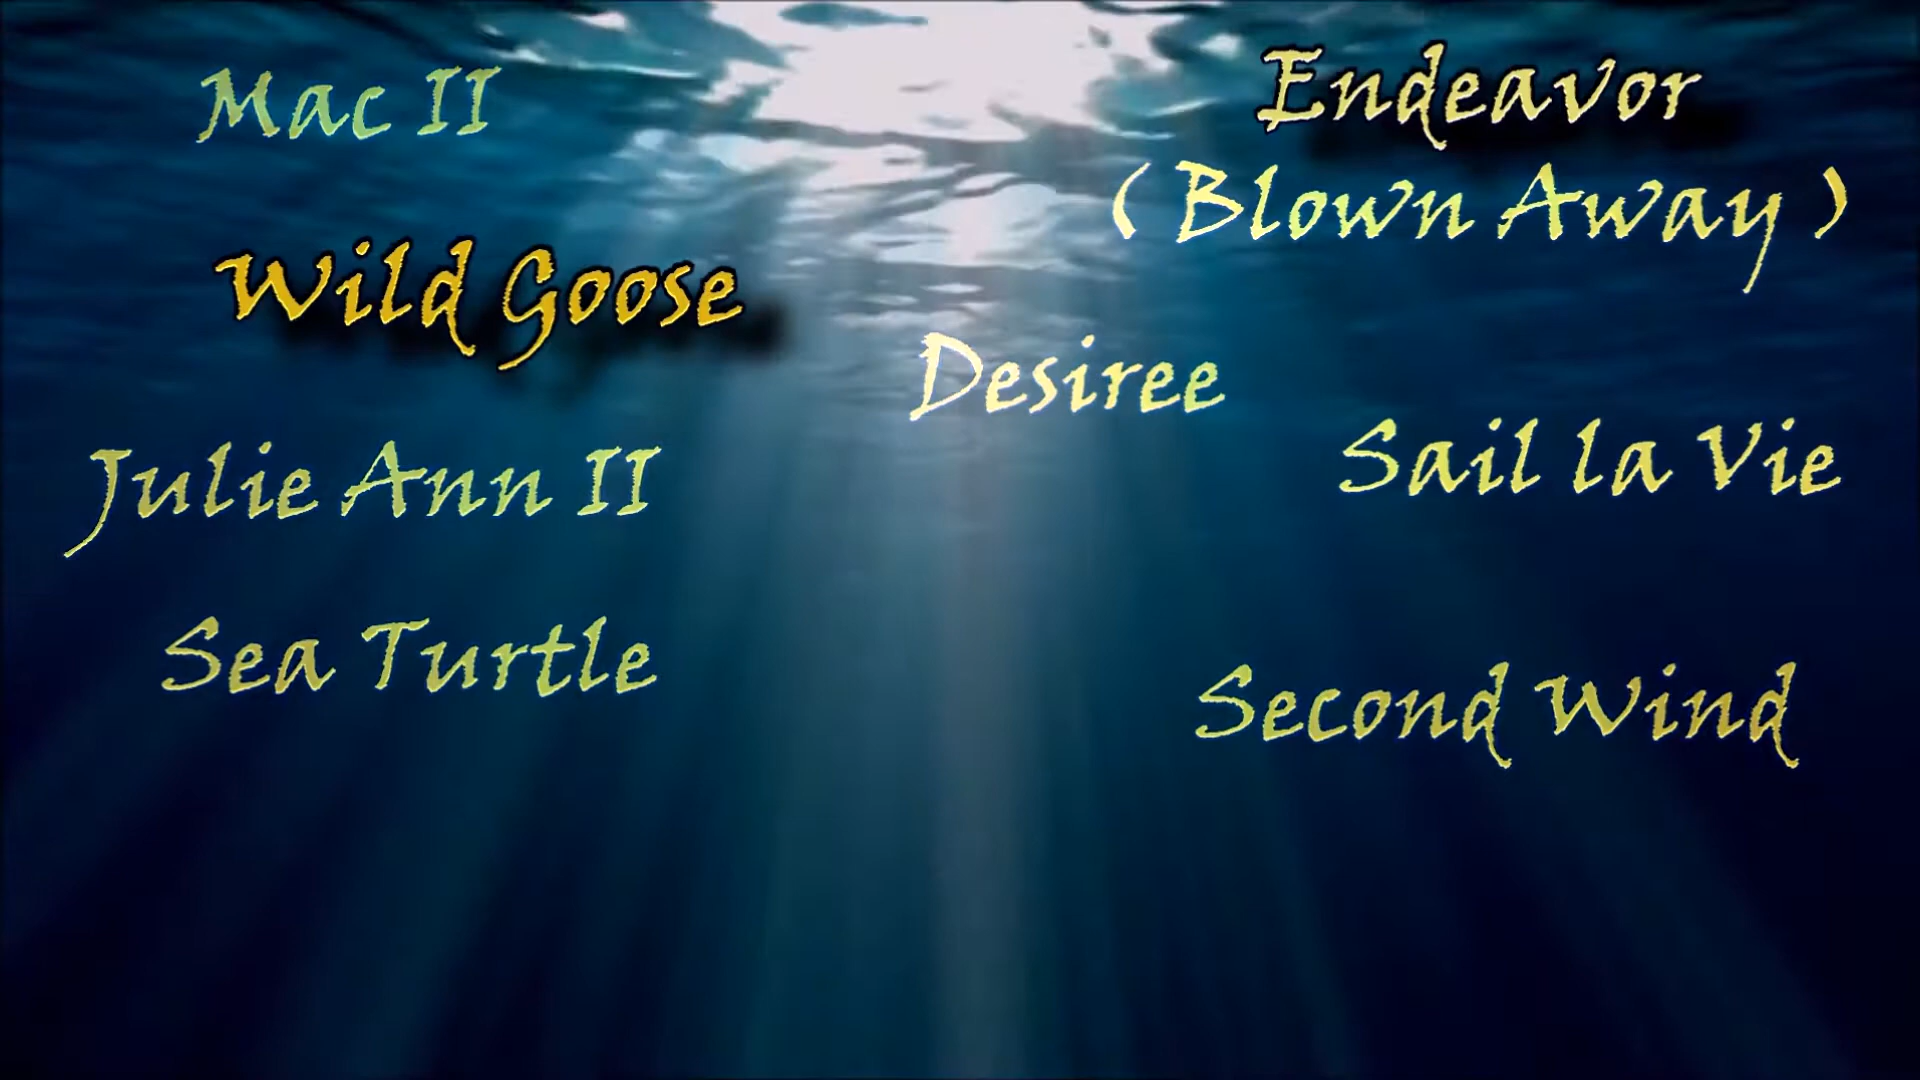 Mac II
Endeavor
( Blown Away )
Wild Goose
Desiree
Julie Ann II
Sail la Vie
Sea Turtle
Second Wind